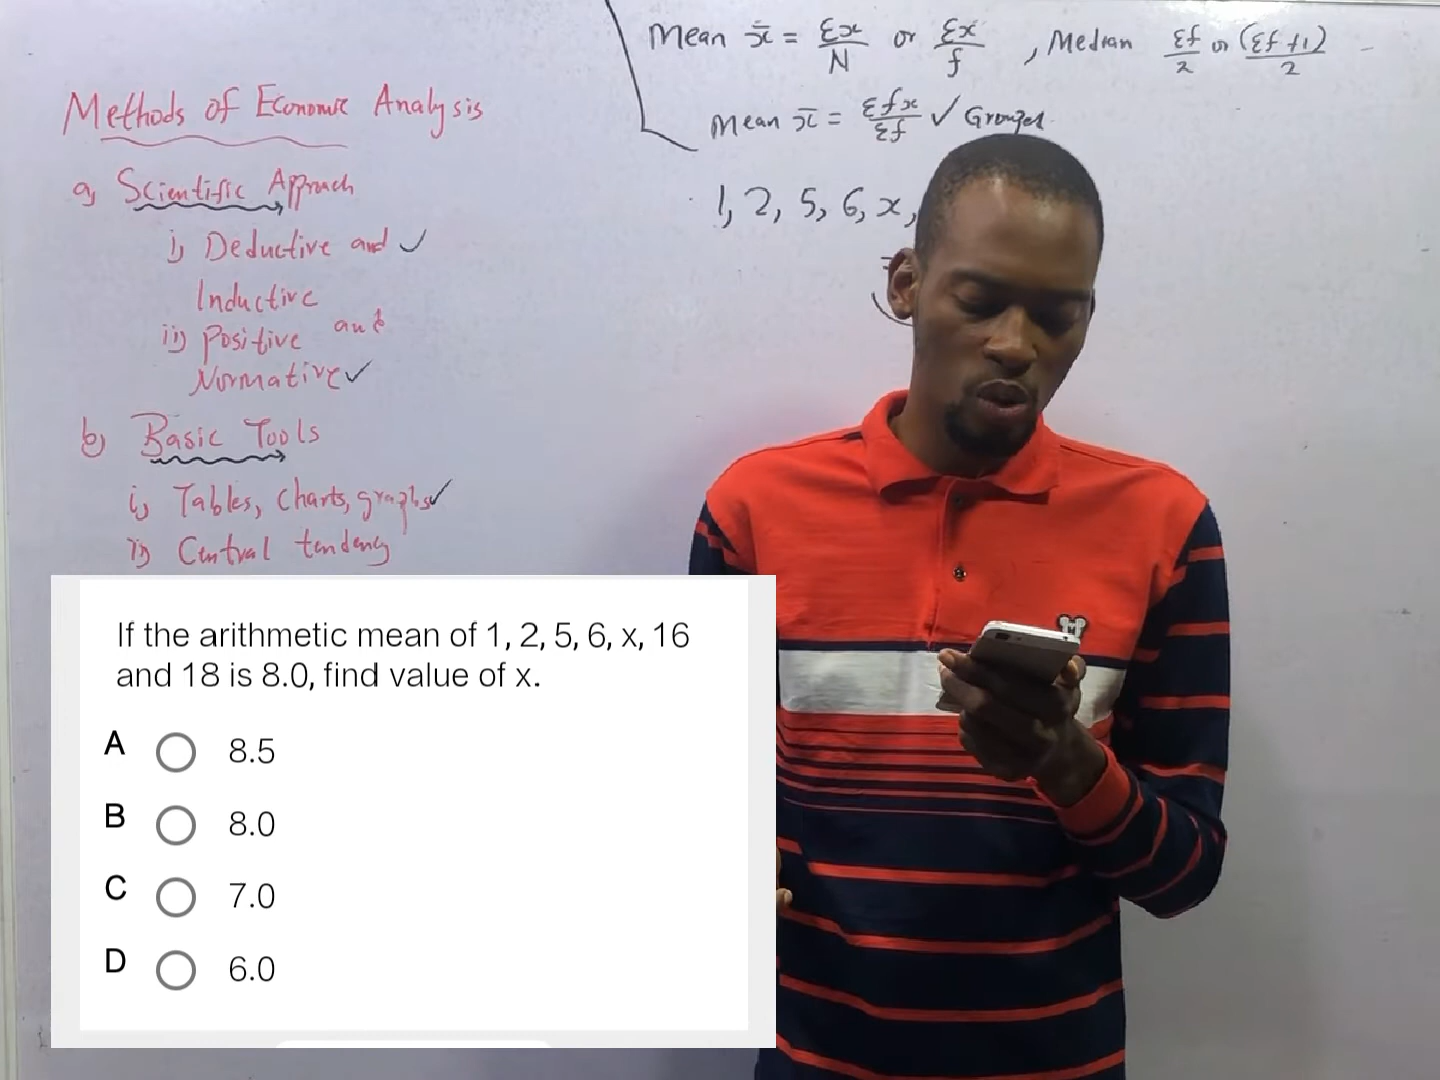 Mean x̄ = Σx/N or Σx/f , Median Σf/2 or (Σf+1)/2
Mean x̄ = Σfx/Σf ✓ Grouped
1, 2, 5, 6, x,
Methods of Economic Analysis
a) Scientific Approach
i) Deductive and ✓
Inductive
ii) Positive and
Normative ✓
b) Basic Tools
i) Tables, charts, graphs ✓
ii) Central tendency
If the arithmetic mean of 1, 2, 5, 6, x, 16
and 18 is 8.0, find value of x.
A 8.5
B 8.0
C 7.0
D 6.0